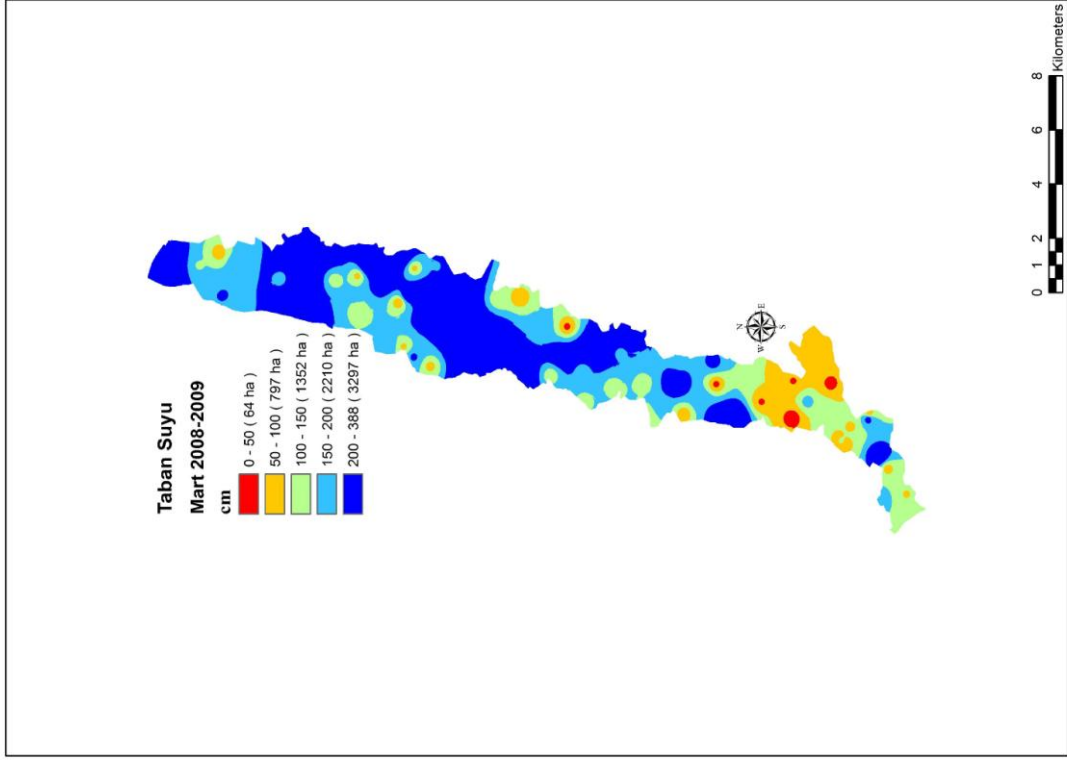 Taban Suyu
Mart 2008-2009
cm
0 - 50 ( 64 ha )
50 - 100 ( 797 ha )
100 - 150 ( 1352 ha )
150 - 200 ( 2210 ha )
200 - 388 ( 3297 ha )
N
W E
S
0 1 2 4 6 8
Kilometers